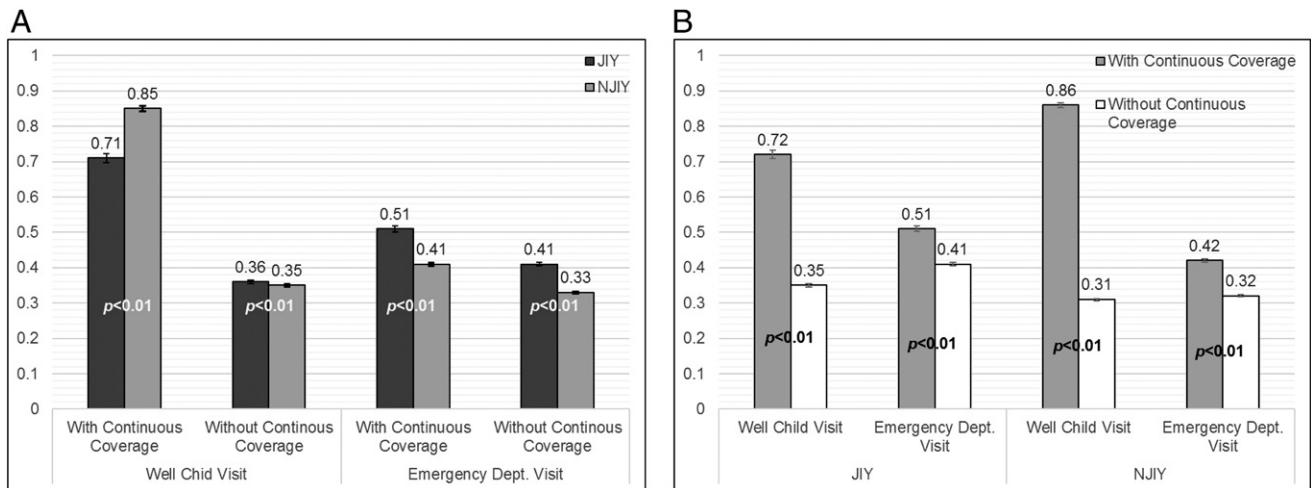 A
1
0.9
0.8
0.7
0.6
0.5
0.4
0.3
0.2
0.1
0
JIY
NJIY
0.71
0.85
0.36
0.35
0.51
0.41
0.41
0.33
p<0.01
p<0.01
p<0.01
p<0.01
With Continuous
Coverage
Without Continous
Coverage
With Continuous
Coverage
Without Continous
Coverage
Well Chid Visit
Emergency Dept. Visit
B
1
0.9
0.8
0.7
0.6
0.5
0.4
0.3
0.2
0.1
0
With Continuous Coverage
Without Continuous
Coverage
0.72
0.35
0.51
0.41
0.86
0.31
0.42
0.32
p<0.01
p<0.01
p<0.01
p<0.01
Well Child Visit
Emergency Dept.
Visit
Well Child Visit
Emergency Dept.
Visit
JIY
NJIY